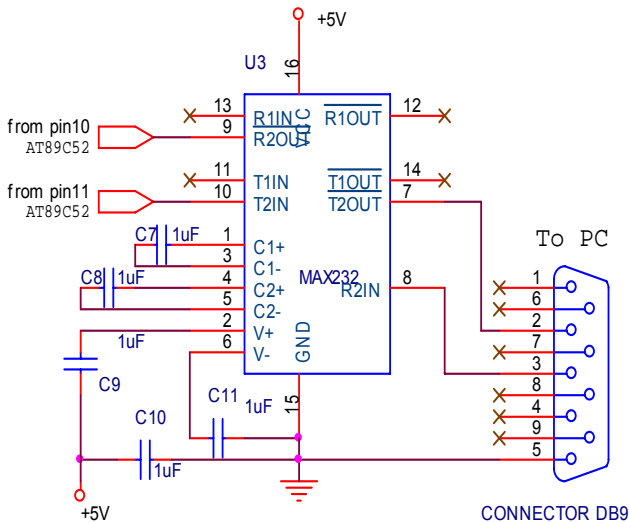 +5V
U3
16
VCC
13
R1IN
R1OUT
12
from pin10
AT89C52
9
R2OUT
11
T1IN
T1OUT
14
from pin11
AT89C52
10
T2IN
T2OUT
7
C7
1uF
1
C1+
3
C1-
C8
1uF
4
C2+
5
C2-
MAX232
R2IN
8
2
V+
1uF
6
V-
GND
15
C9
C11
1uF
C10
1uF
+5V
To PC
1
6
2
7
3
8
4
9
5
CONNECTOR DB9